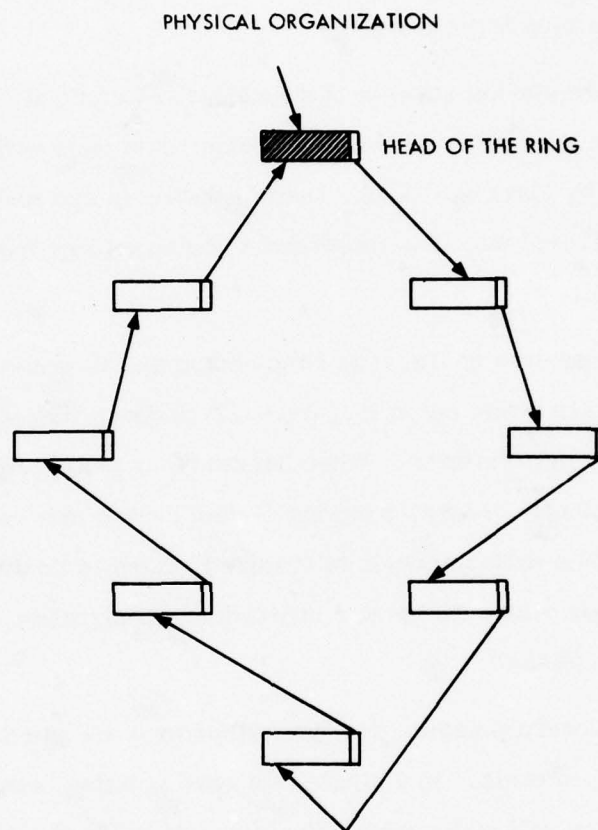 PHYSICAL ORGANIZATION
HEAD OF THE RING